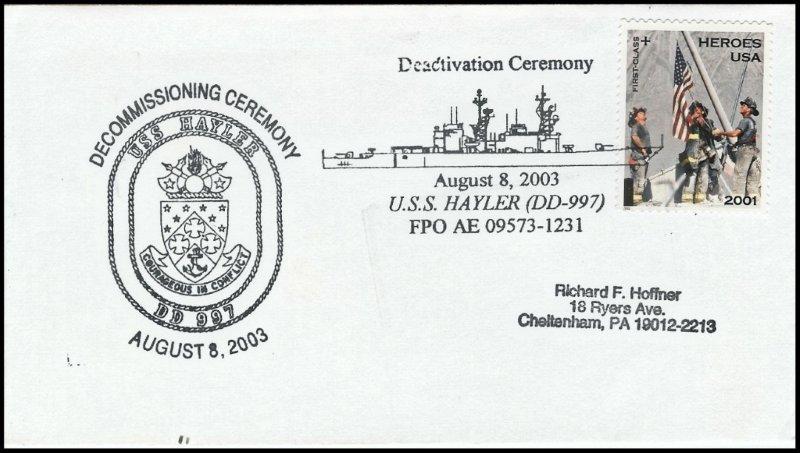 DECOMMISSIONING CEREMONY
USS HAYLER
COURAGEOUS IN CONFLICT
DD 997
AUGUST 8, 2003
Deactivation Ceremony
August 8, 2003
U.S.S. HAYLER (DD-997)
FPO AE 09573-1231
FIRST-CLASS +
HEROES
USA
2001
Richard F. Hoffner
18 Ryers Ave.
Cheltenham, PA 19012-2213